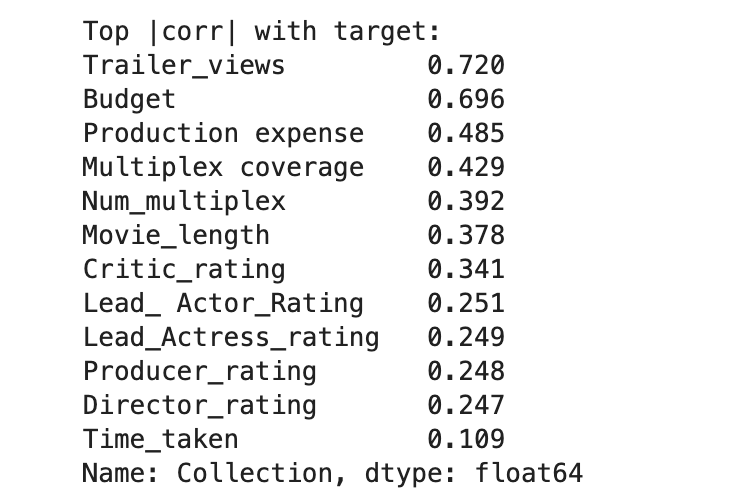 Top |corr| with target:
Trailer_views         0.720
Budget                0.696
Production expense    0.485
Multiplex coverage    0.429
Num_multiplex         0.392
Movie_length          0.378
Critic_rating         0.341
Lead_ Actor_Rating    0.251
Lead_Actress_rating   0.249
Producer_rating       0.248
Director_rating       0.247
Time_taken            0.109
Name: Collection, dtype: float64